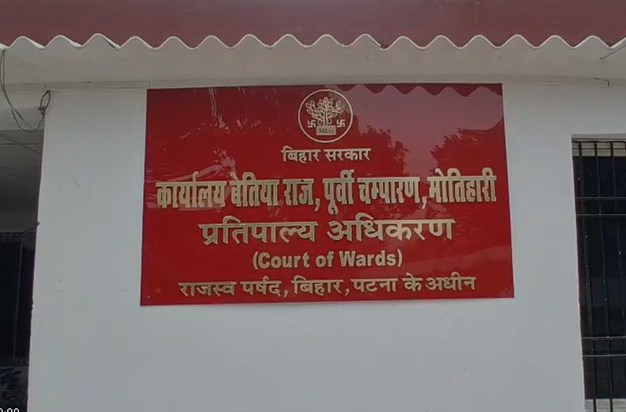 बिहार सरकार
कार्यालय बेतिया राज, पूर्वी चम्पारण, मोतिहारी
प्रतिपाल्य अधिकरण
(Court of Wards)
राजस्व पर्षद, बिहार, पटना के अधीन